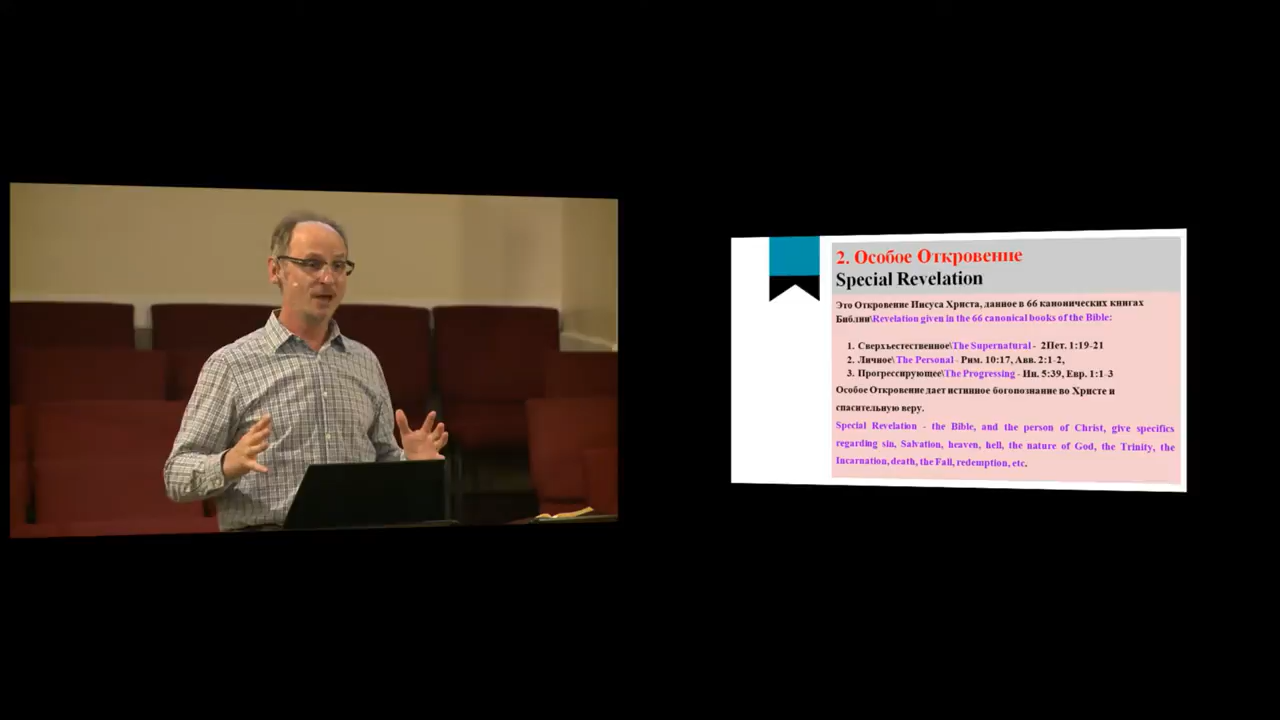 2. Особое Откровение
Special Revelation
Это Откровение Иисуса Христа, данное в 66 канонических книгах
Библии\Revelation given in the 66 canonical books of the Bible:
1. Сверхъестественное\The Supernatural - 2Пет. 1:19-21
2. Личное\ The Personal - Рим. 10:17, Авв. 2:1-2,
3. Прогрессирующее\The Progressing - Ин. 5:39, Евр. 1:1-3
Особое Откровение дает истинное богопознание во Христе и
спасительную веру.
Special Revelation - the Bible, and the person of Christ, give specifics
regarding sin, Salvation, heaven, hell, the nature of God, the Trinity, the
Incarnation, death, the Fall, redemption, etc.